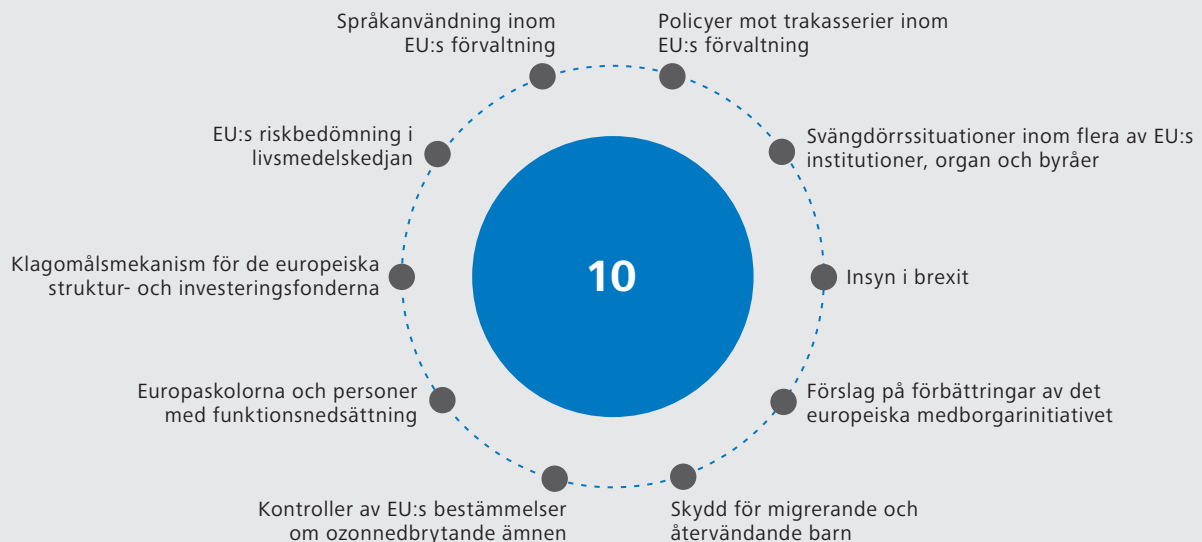 Språkanvändning inom
EU:s förvaltning
Policyer mot trakasserier inom
EU:s förvaltning
EU:s riskbedömning i
livsmedelskedjan
Svängdörrssituationer inom flera av EU:s
institutioner, organ och byråer
Klagomålsmekanism för de europeiska
struktur- och investeringsfonderna
10
Insyn i brexit
Europaskolorna och personer
med funktionsnedsättning
Förslag på förbättringar av det
europeiska medborgarinitiativet
Kontroller av EU:s bestämmelser
om ozonnedbrytande ämnen
Skydd för migrerande och
återvändande barn